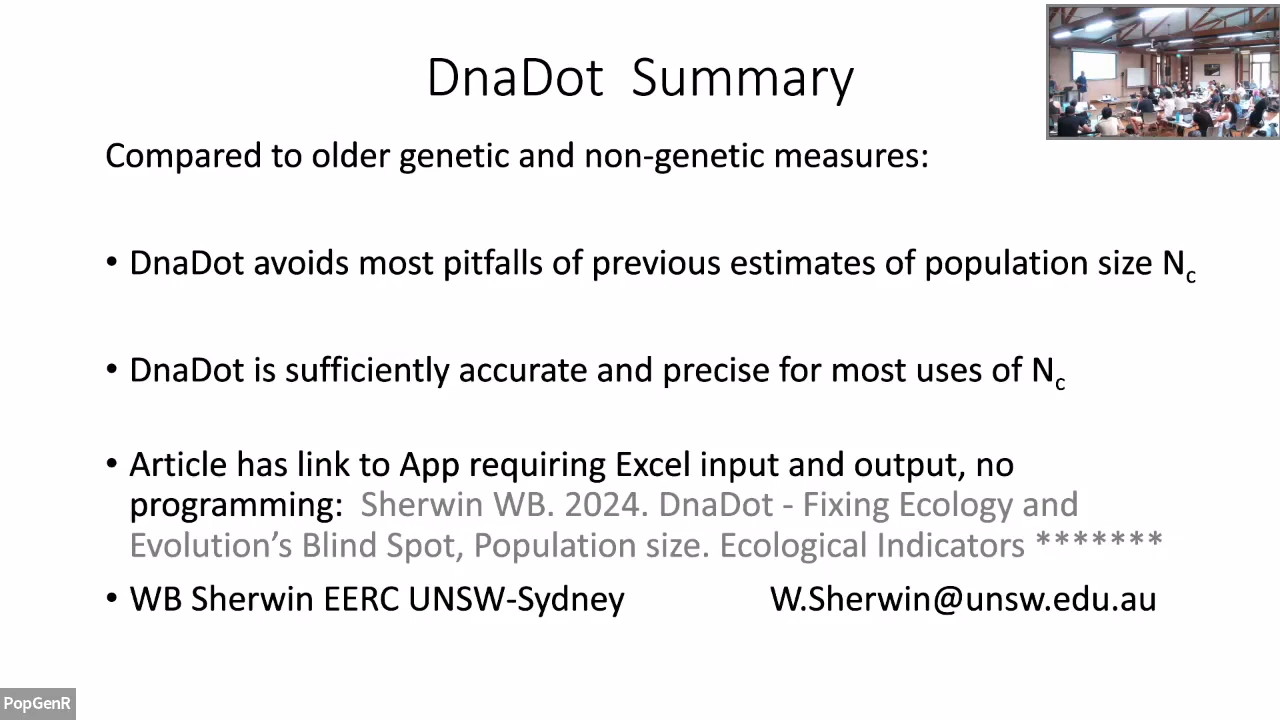 DnaDot Summary
Compared to older genetic and non-genetic measures:
• DnaDot avoids most pitfalls of previous estimates of population size Nc
• DnaDot is sufficiently accurate and precise for most uses of Nc
• Article has link to App requiring Excel input and output, no
programming: Sherwin WB. 2024. DnaDot - Fixing Ecology and
Evolution’s Blind Spot, Population size. Ecological Indicators *******
• WB Sherwin EERC UNSW-Sydney W.Sherwin@unsw.edu.au
PopGenR